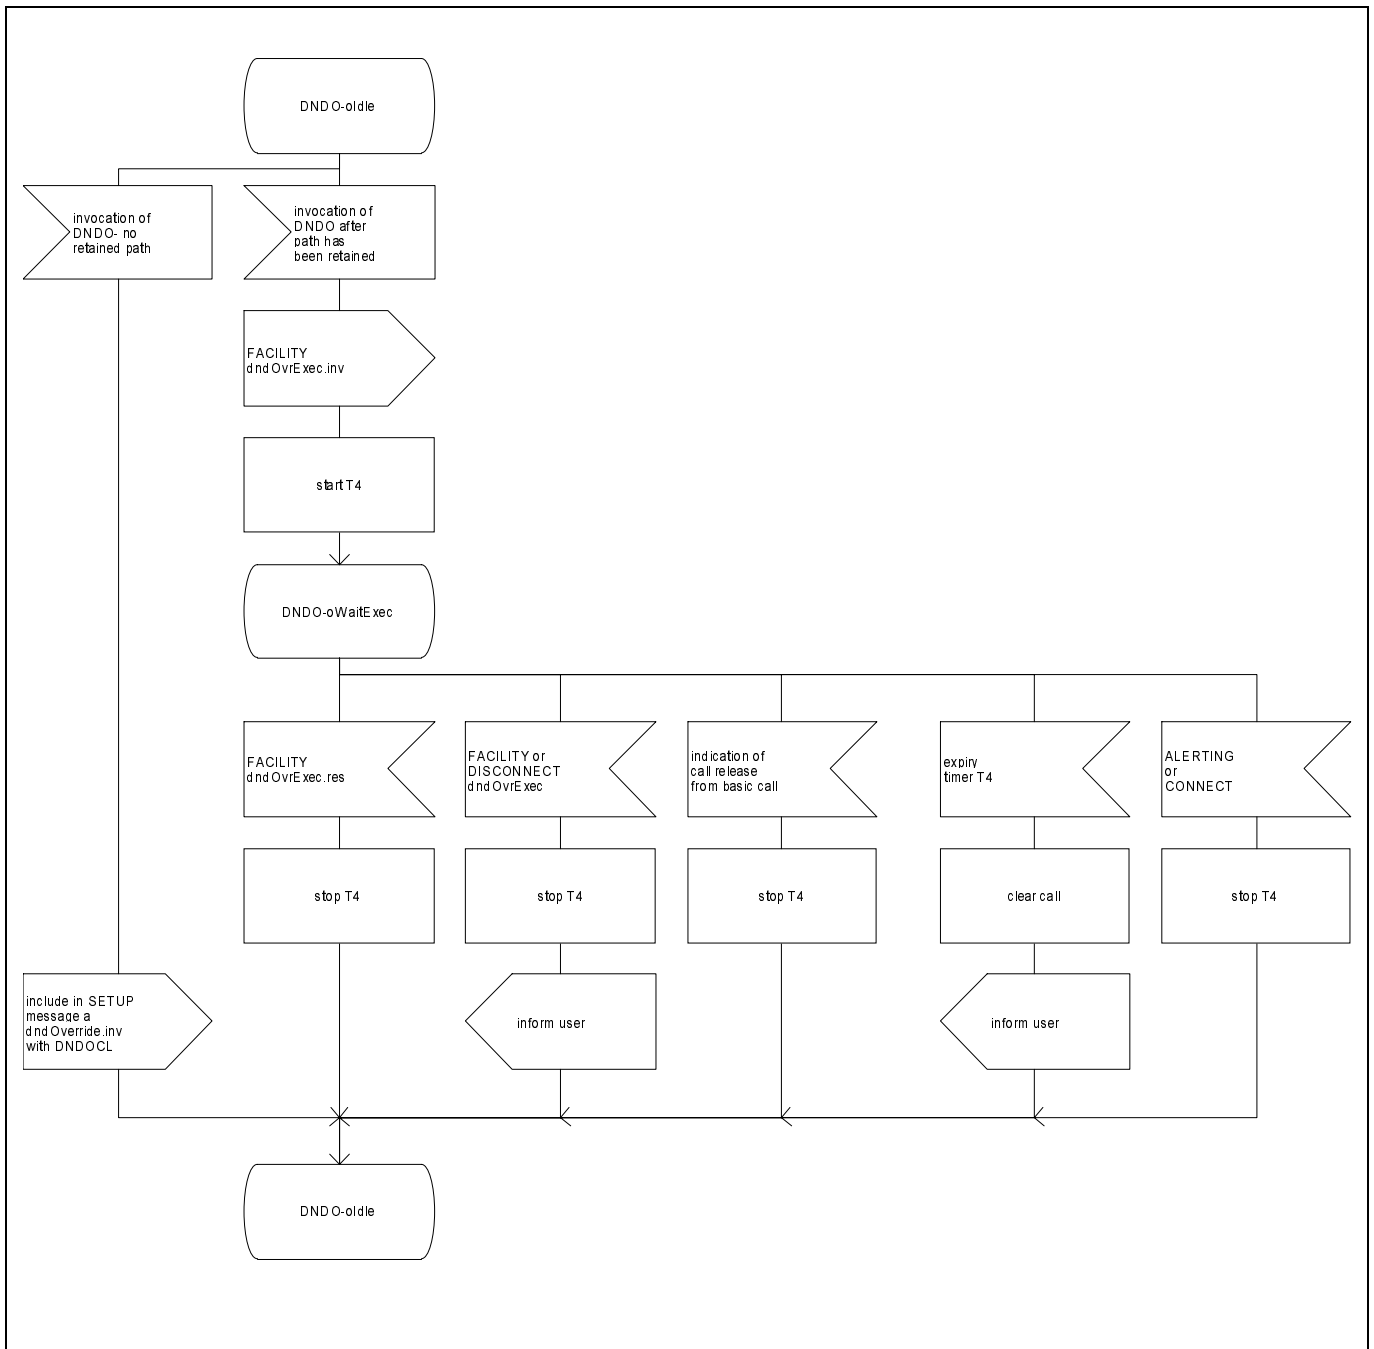 DNDO-oIdle
invocation of
DNDO- no
retained path
invocation of
DNDO after
path has
been retained
FACILITY
dndOvrExec.inv
start T4
DNDO-oWaitExec
FACILITY
dndOvrExec.res
FACILITY or
DISCONNECT
dndOvrExec
indication of
call release
from basic call
expiry
timer T4
ALERTING
or
CONNECT
stop T4
stop T4
stop T4
clear call
stop T4
include in SETUP
message a
dndOverride.inv
with DNDOCL
inform user
inform user
DNDO-oIdle